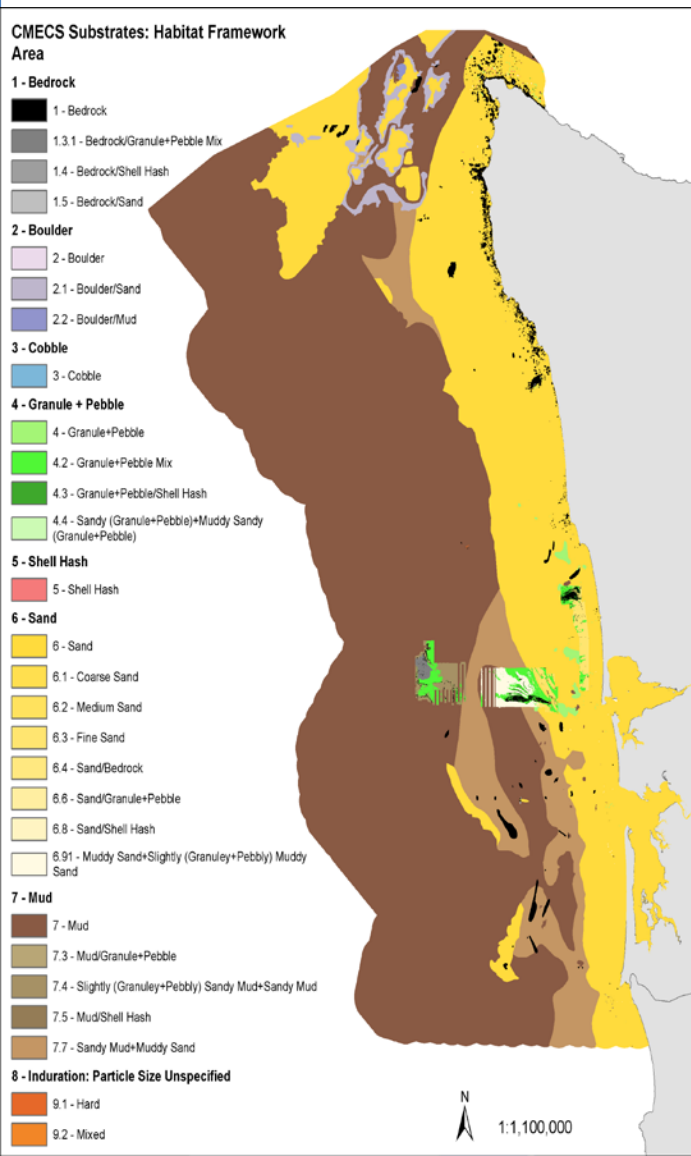 CMECS Substrates: Habitat Framework
Area
1 - Bedrock
1 - Bedrock
1.3.1 - Bedrock/Granule+Pebble Mix
1.4 - Bedrock/Shell Hash
1.5 - Bedrock/Sand
2 - Boulder
2 - Boulder
2.1 - Boulder/Sand
2.2 - Boulder/Mud
3 - Cobble
3 - Cobble
4 - Granule + Pebble
4 - Granule+Pebble
4.2 - Granule+Pebble Mix
4.3 - Granule+Pebble/Shell Hash
4.4 - Sandy (Granule+Pebble)+Muddy Sandy
(Granule+Pebble)
5 - Shell Hash
5 - Shell Hash
6 - Sand
6 - Sand
6.1 - Coarse Sand
6.2 - Medium Sand
6.3 - Fine Sand
6.4 - Sand/Bedrock
6.6 - Sand/Granule+Pebble
6.8 - Sand/Shell Hash
6.91 - Muddy Sand+Slightly (Granuley+Pebbly) Muddy
Sand
7 - Mud
7 - Mud
7.3 - Mud/Granule+Pebble
7.4 - Slightly (Granuley+Pebbly) Sandy Mud+Sandy Mud
7.5 - Mud/Shell Hash
7.7 - Sandy Mud+Muddy Sand
8 - Induration: Particle Size Unspecified
9.1 - Hard
9.2 - Mixed
N
1:1,100,000